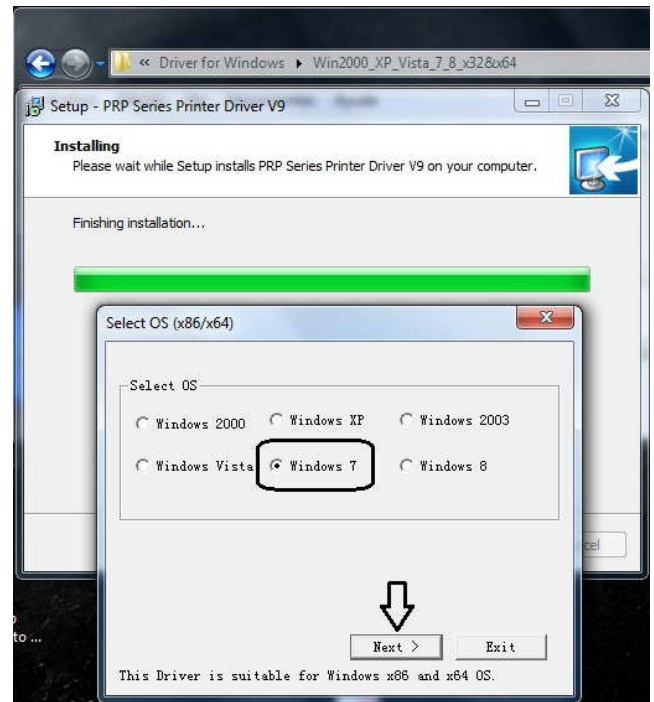 « Driver for Windows ▸ Win2000_XP_Vista_7_8_x32&x64
Setup - PRP Series Printer Driver V9
Installing
Please wait while Setup installs PRP Series Printer Driver V9 on your computer.
Finishing installation...
Select OS (x86/x64)
Select OS
Windows 2000 Windows XP Windows 2003
Windows Vista Windows 7 Windows 8
cel
to ...
Next > Exit
This Driver is suitable for Windows x86 and x64 OS.